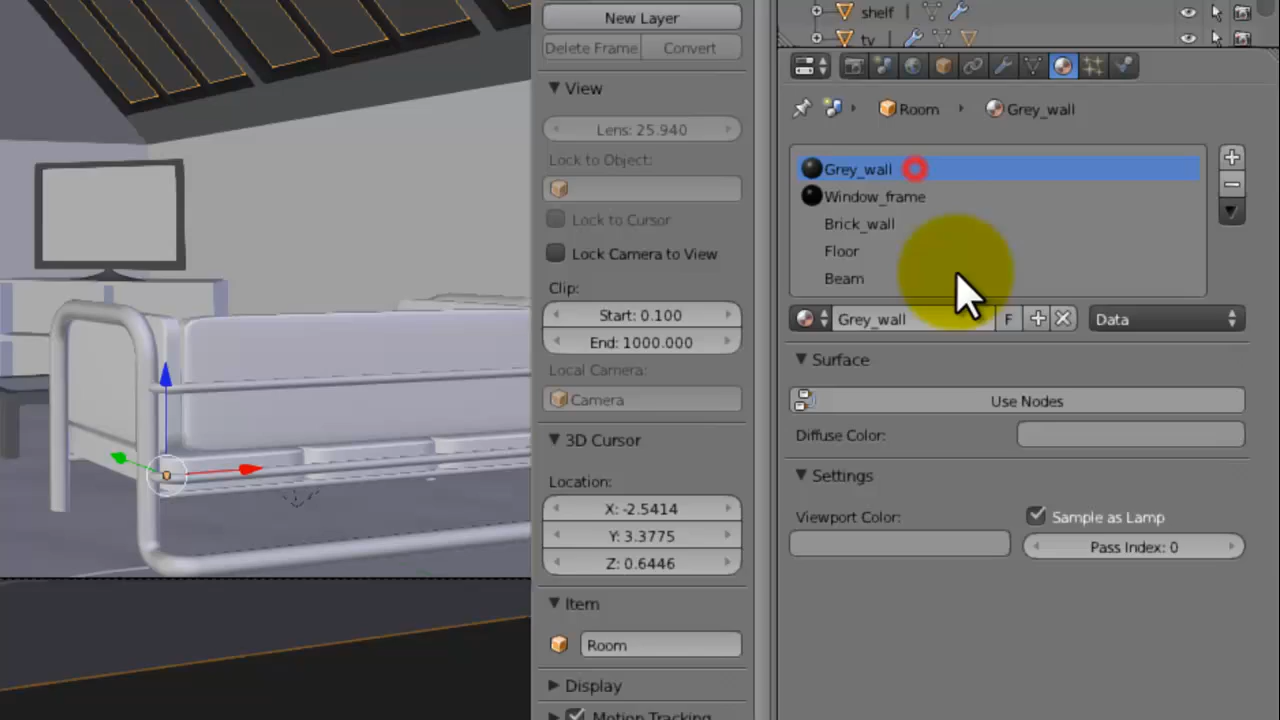 New Layer
Delete Frame
Convert
View
Lens: 25.940
Lock to Object:
Lock to Cursor
Lock Camera to View
Clip:
Start: 0.100
End: 1000.000
Local Camera:
Camera
3D Cursor
Location:
X: -2.5414
Y: 3.3775
Z: 0.6446
Item
Room
Display
Motion Tracking
shelf
tv
Room
Grey_wall
Grey_wall
Window_frame
Brick_wall
Floor
Beam
Grey_wall
F
Data
Surface
Use Nodes
Diffuse Color:
Settings
Viewport Color:
Sample as Lamp
Pass Index: 0